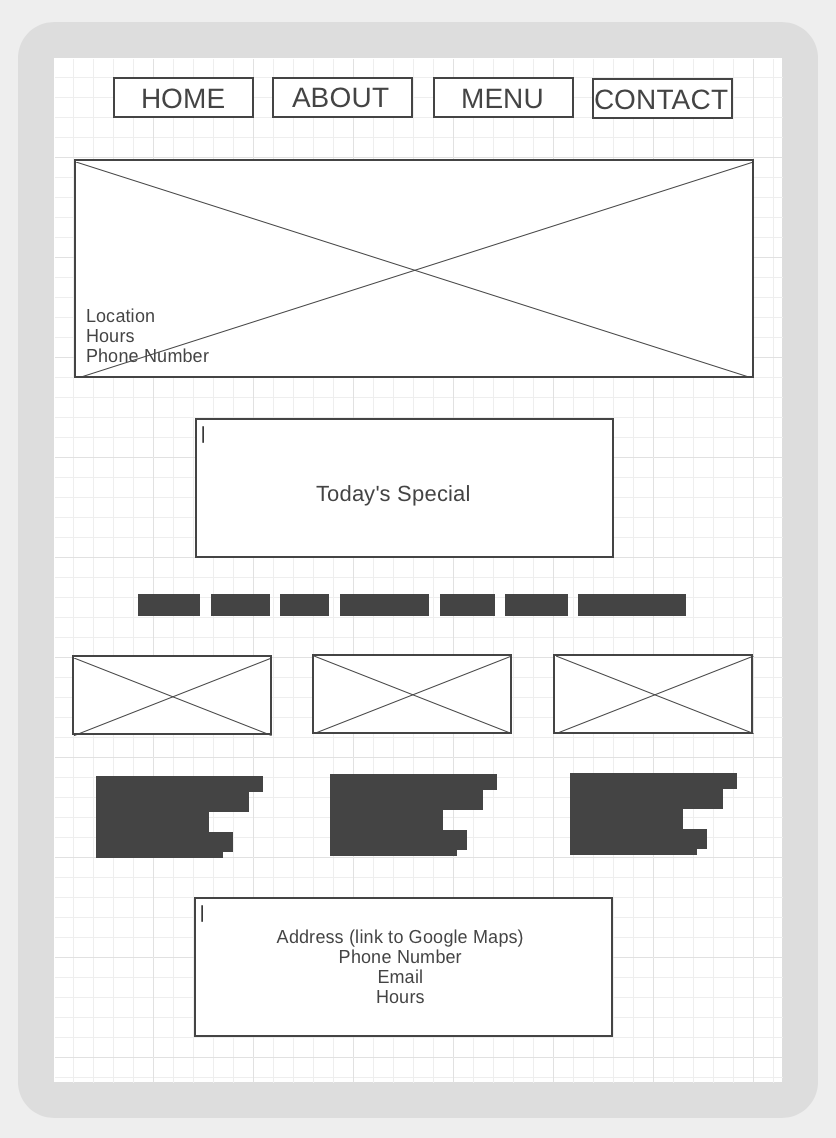 HOME ABOUT MENU CONTACT
Location
Hours
Phone Number
Today's Special
Address (link to Google Maps)
Phone Number
Email
Hours